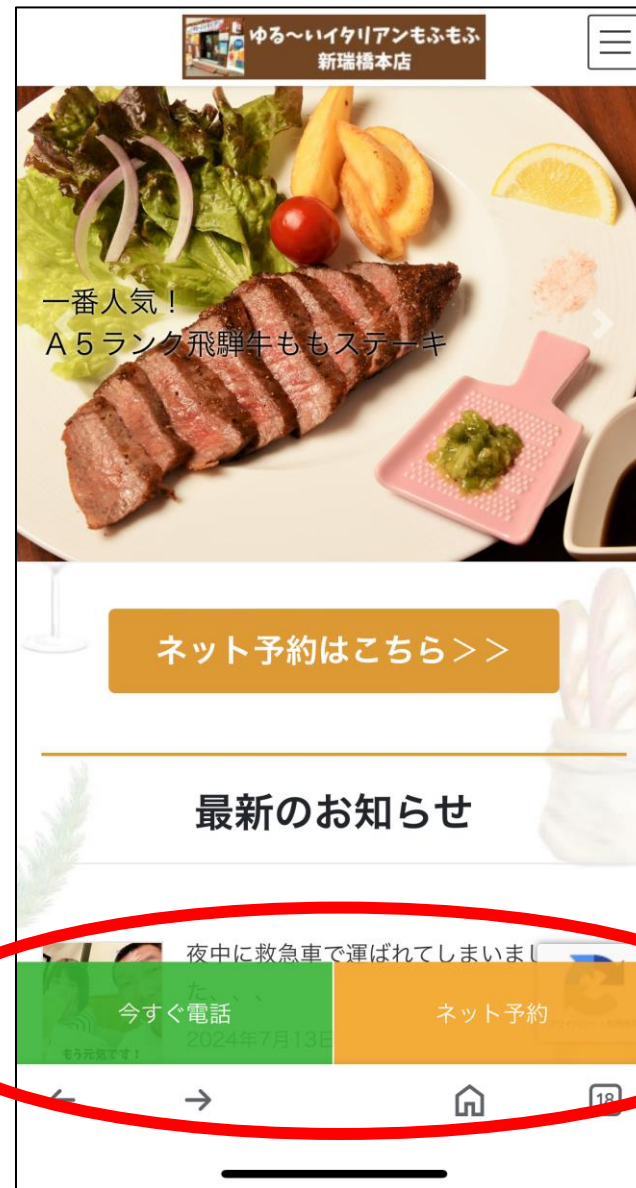 ゆる〜いイタリアンもふもふ
新瑞橋本店
一番人気！
Ａ５ランク飛騨牛ももステーキ
ネット予約はこちら＞＞
最新のお知らせ
夜中に救急車で運ばれてしまいまし
た、、、
2024年7月13日
もう元気です！
今すぐ電話
ネット予約
18